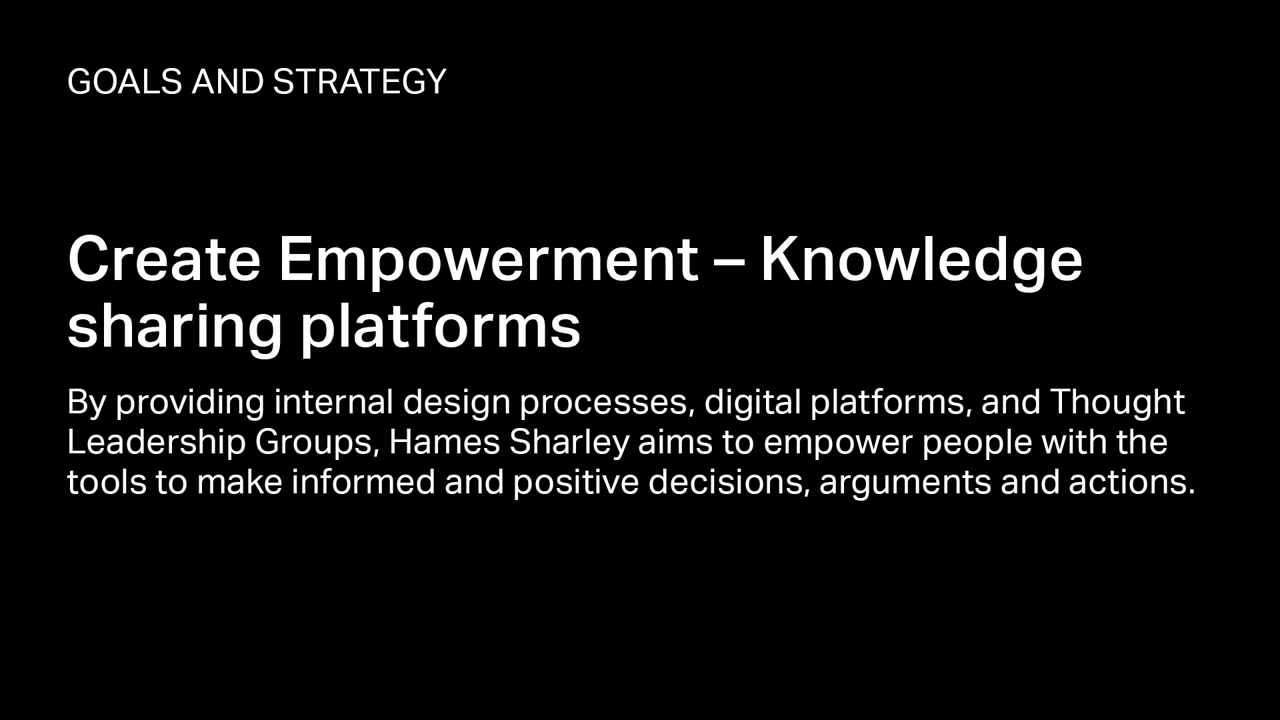 GOALS AND STRATEGY
Create Empowerment – Knowledge
sharing platforms
By providing internal design processes, digital platforms, and Thought
Leadership Groups, Hames Sharley aims to empower people with the
tools to make informed and positive decisions, arguments and actions.